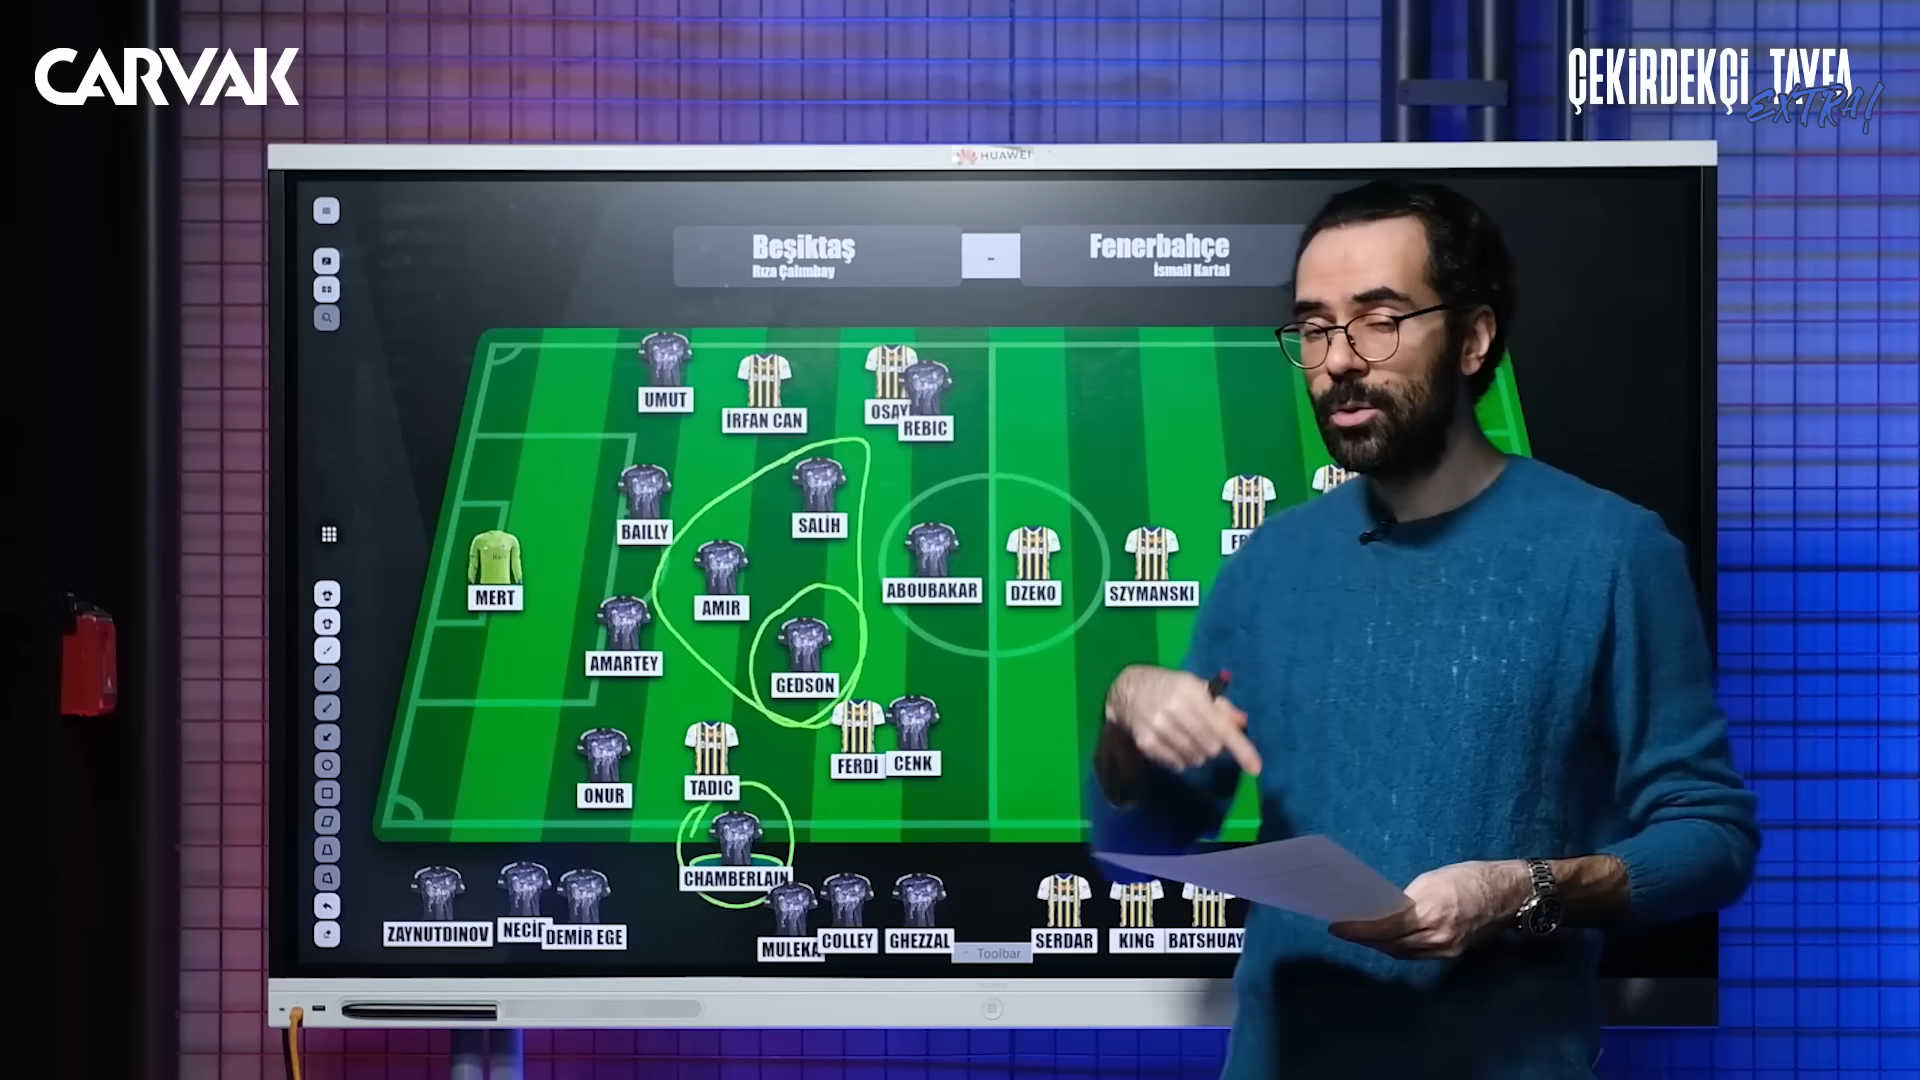 CARVAK
ÇEKİRDEKÇİ TAYFA
EXTRA!
HUAWEI
Beşiktaş
Rıza Çalımbay
-
Fenerbahçe
İsmail Kartal
UMUT
İRFAN CAN
OSAY
REBIC
BAILLY
SALİH
MERT
AMIR
ABOUBAKAR
DZEKO
SZYMANSKI
AMARTEY
GEDSON
ONUR
TADIC
FERDİ
CENK
CHAMBERLAIN
ZAYNUTDINOV
NECİP
DEMİR EGE
MULEKA
COLLEY
GHEZZAL
SERDAR
KING
BATSHUAY
Toolbar